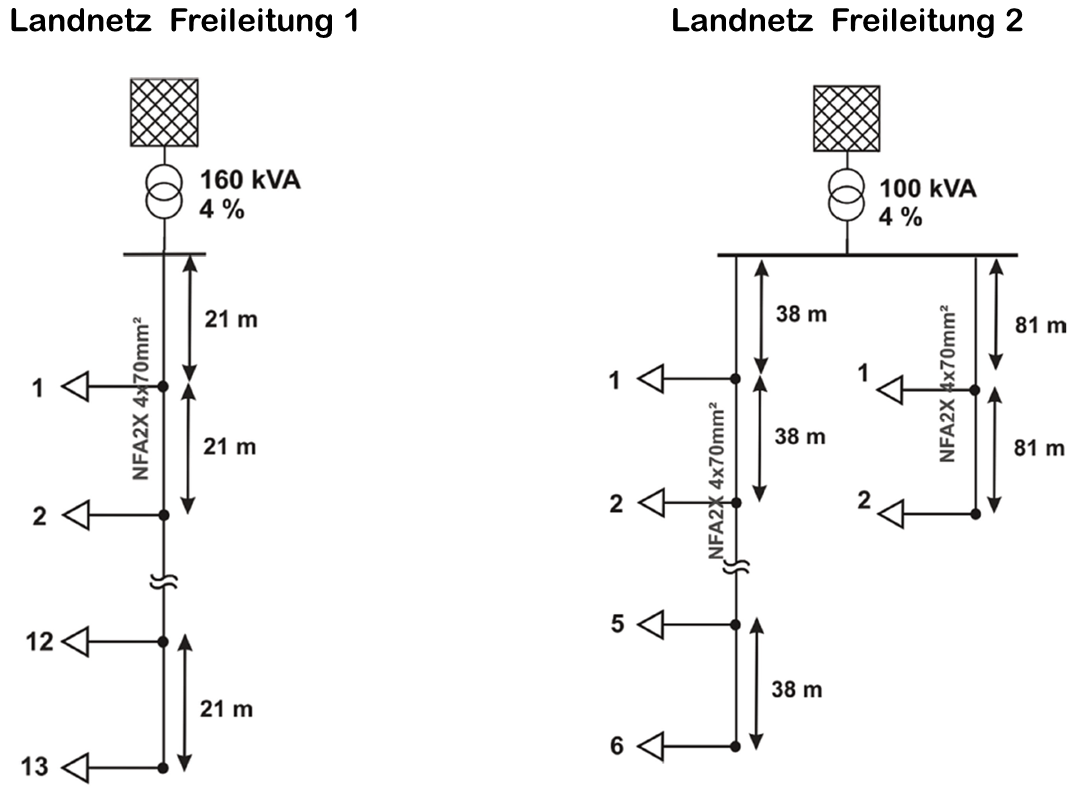 Landnetz Freileitung 1
160 kVA
4 %
21 m
NFA2X 4x70mm²
1
21 m
2
12
21 m
13
Landnetz Freileitung 2
100 kVA
4 %
38 m
1
38 m
NFA2X 4x70mm²
2
5
38 m
6
81 m
NFA2X 4x70mm²
1
81 m
2